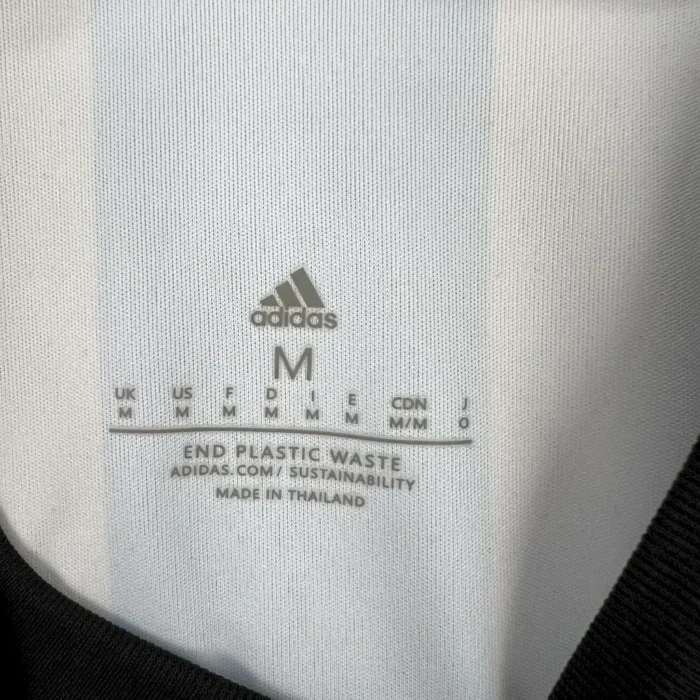 adidas
M
UK US F D I E CDN J
M M M M M M M/M O
END PLASTIC WASTE
ADIDAS.COM/ SUSTAINABILITY
MADE IN THAILAND